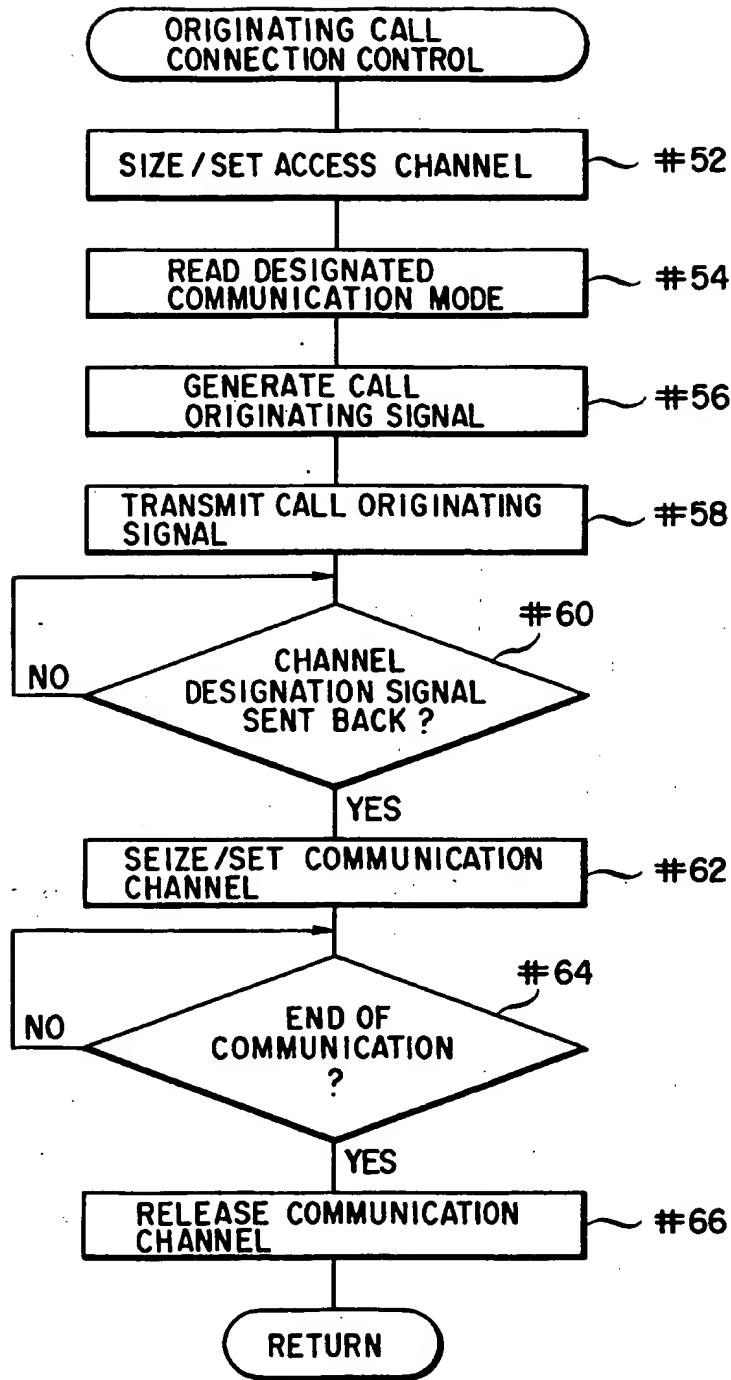 ORIGINATING CALL
CONNECTION CONTROL
SIZE/SET ACCESS CHANNEL
#52
READ DESIGNATED
COMMUNICATION MODE
#54
GENERATE CALL
ORIGINATING SIGNAL
#56
TRANSMIT CALL ORIGINATING
SIGNAL
#58
#60
CHANNEL
DESIGNATION SIGNAL
SENT BACK?
NO
YES
SEIZE/SET COMMUNICATION
CHANNEL
#62
#64
END OF
COMMUNICATION
?
NO
YES
RELEASE COMMUNICATION
CHANNEL
#66
RETURN